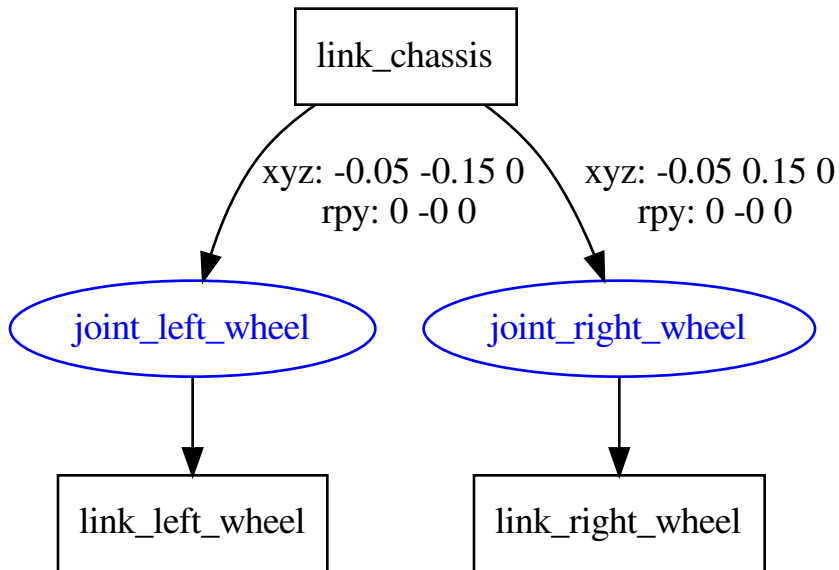 link_chassis
xyz: -0.05 -0.15 0
rpy: 0 -0 0
xyz: -0.05 0.15 0
rpy: 0 -0 0
joint_left_wheel
joint_right_wheel
link_left_wheel
link_right_wheel